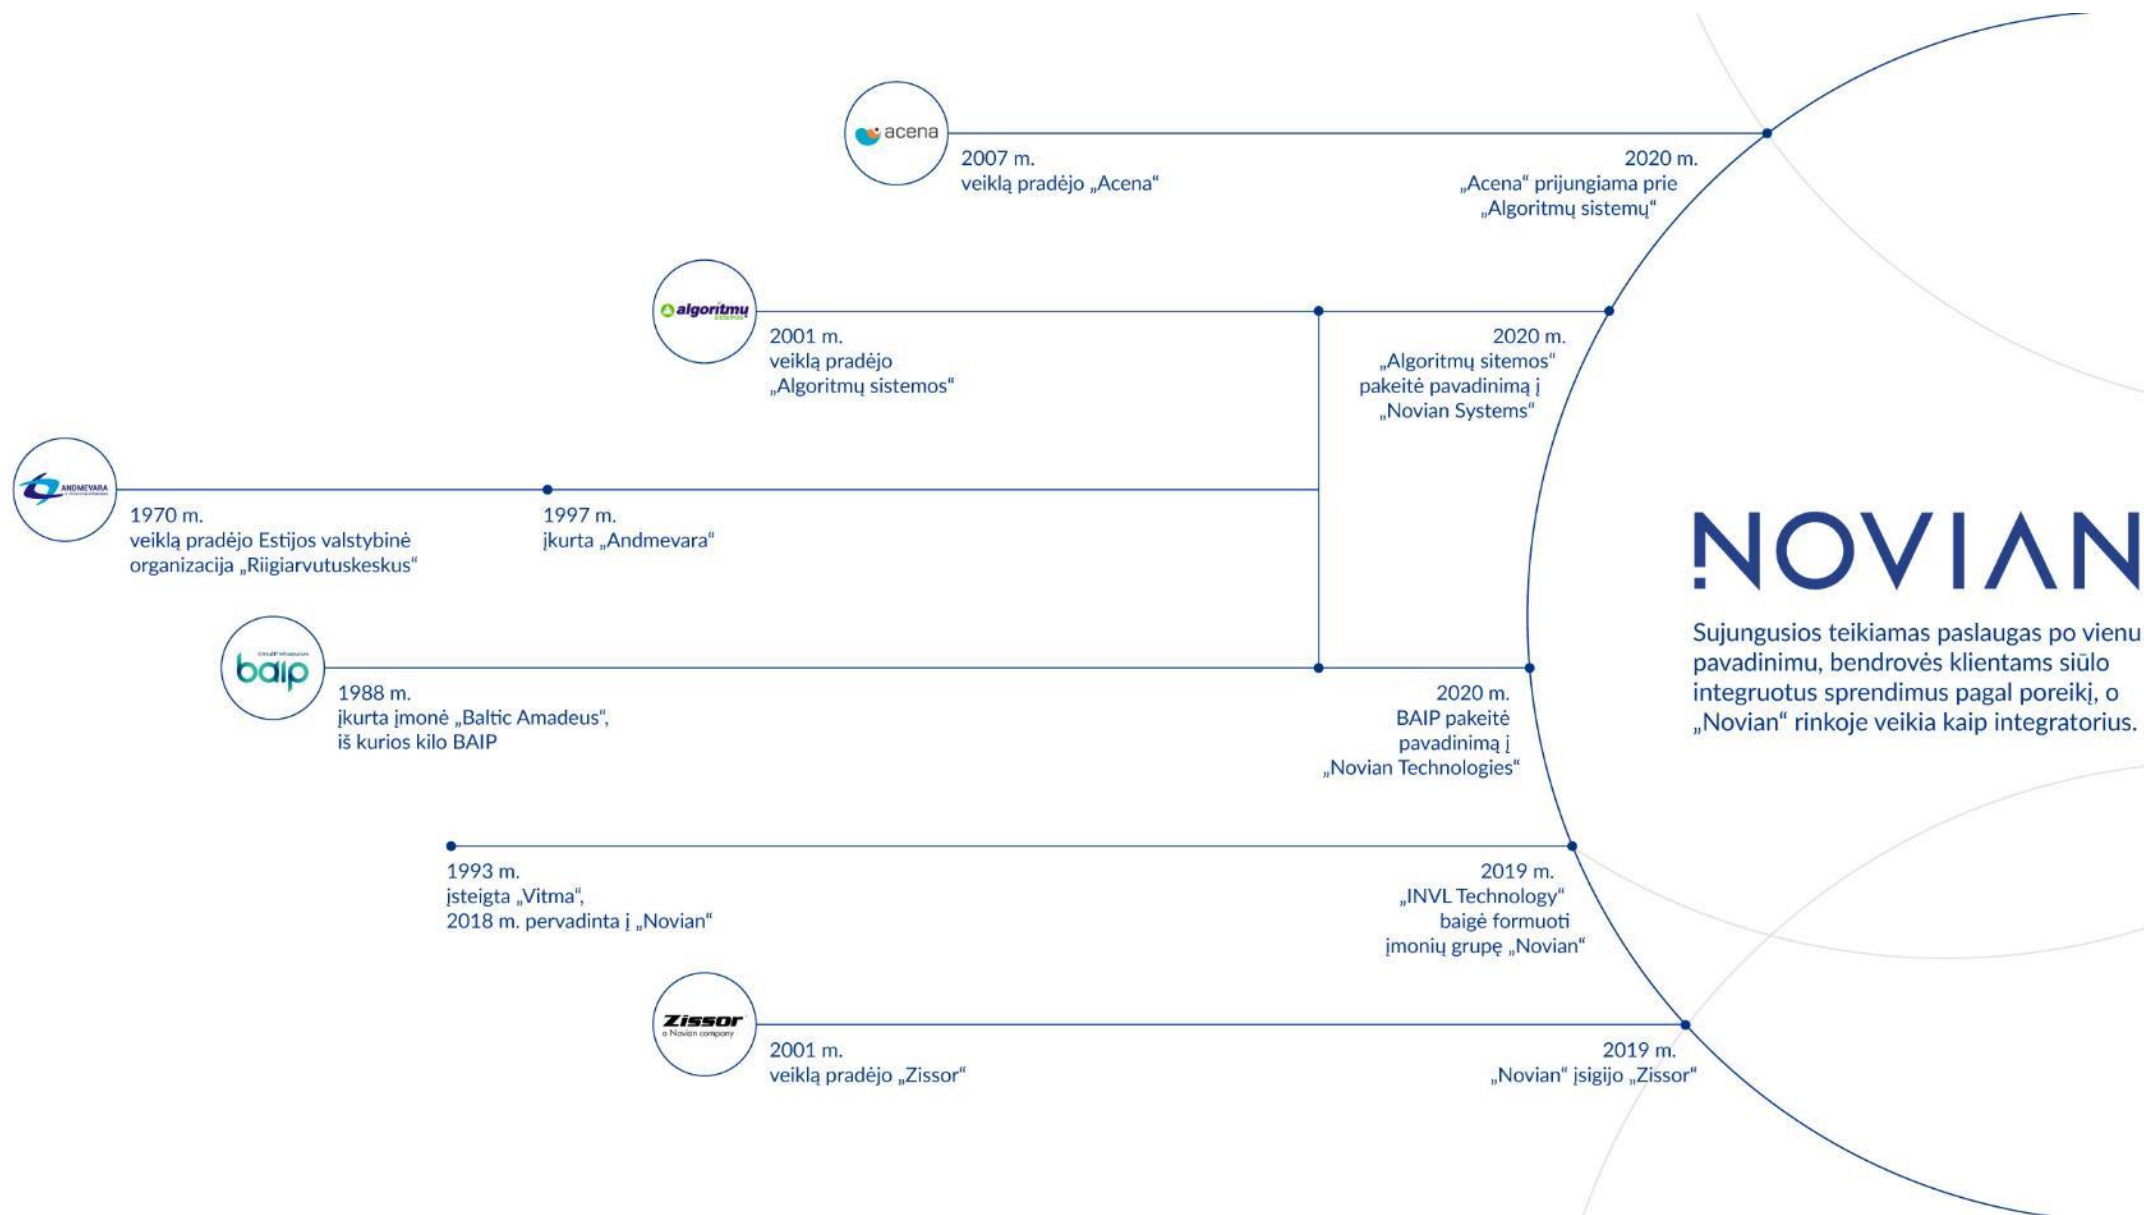 acena
2007 m.
veiklą pradėjo „Acena“
2020 m.
„Acena“ prijungiama prie
„Algoritmų sistemų“
algoritmų
sistemos
2001 m.
veiklą pradėjo
„Algoritmų sistemos“
2020 m.
„Algoritmų sitemos“
pakeitė pavadinimą į
„Novian Systems“
ANDMEVARA
1970 m.
veiklą pradėjo Estijos valstybinė
organizacija „Riigiarvutuskeskus“
1997 m.
įkurta „Andmevara“
NOVIAN
Sujungusios teikiamas paslaugas po vienu
pavadinimu, bendrovės klientams siūlo
integruotus sprendimus pagal poreikį, o
„Novian“ rinkoje veikia kaip integratorius.
baip
1988 m.
įkurta įmonė „Baltic Amadeus“,
iš kurios kilo BAIP
2020 m.
BAIP pakeitė
pavadinimą į
„Novian Technologies“
1993 m.
įsteigta „Vitma“,
2018 m. pervadinta į „Novian“
2019 m.
„INVL Technology“
baigė formuoti
įmonių grupę „Novian“
Zissor
a Novian company
2001 m.
veiklą pradėjo „Zissor“
2019 m.
„Novian“ įsigijo „Zissor“